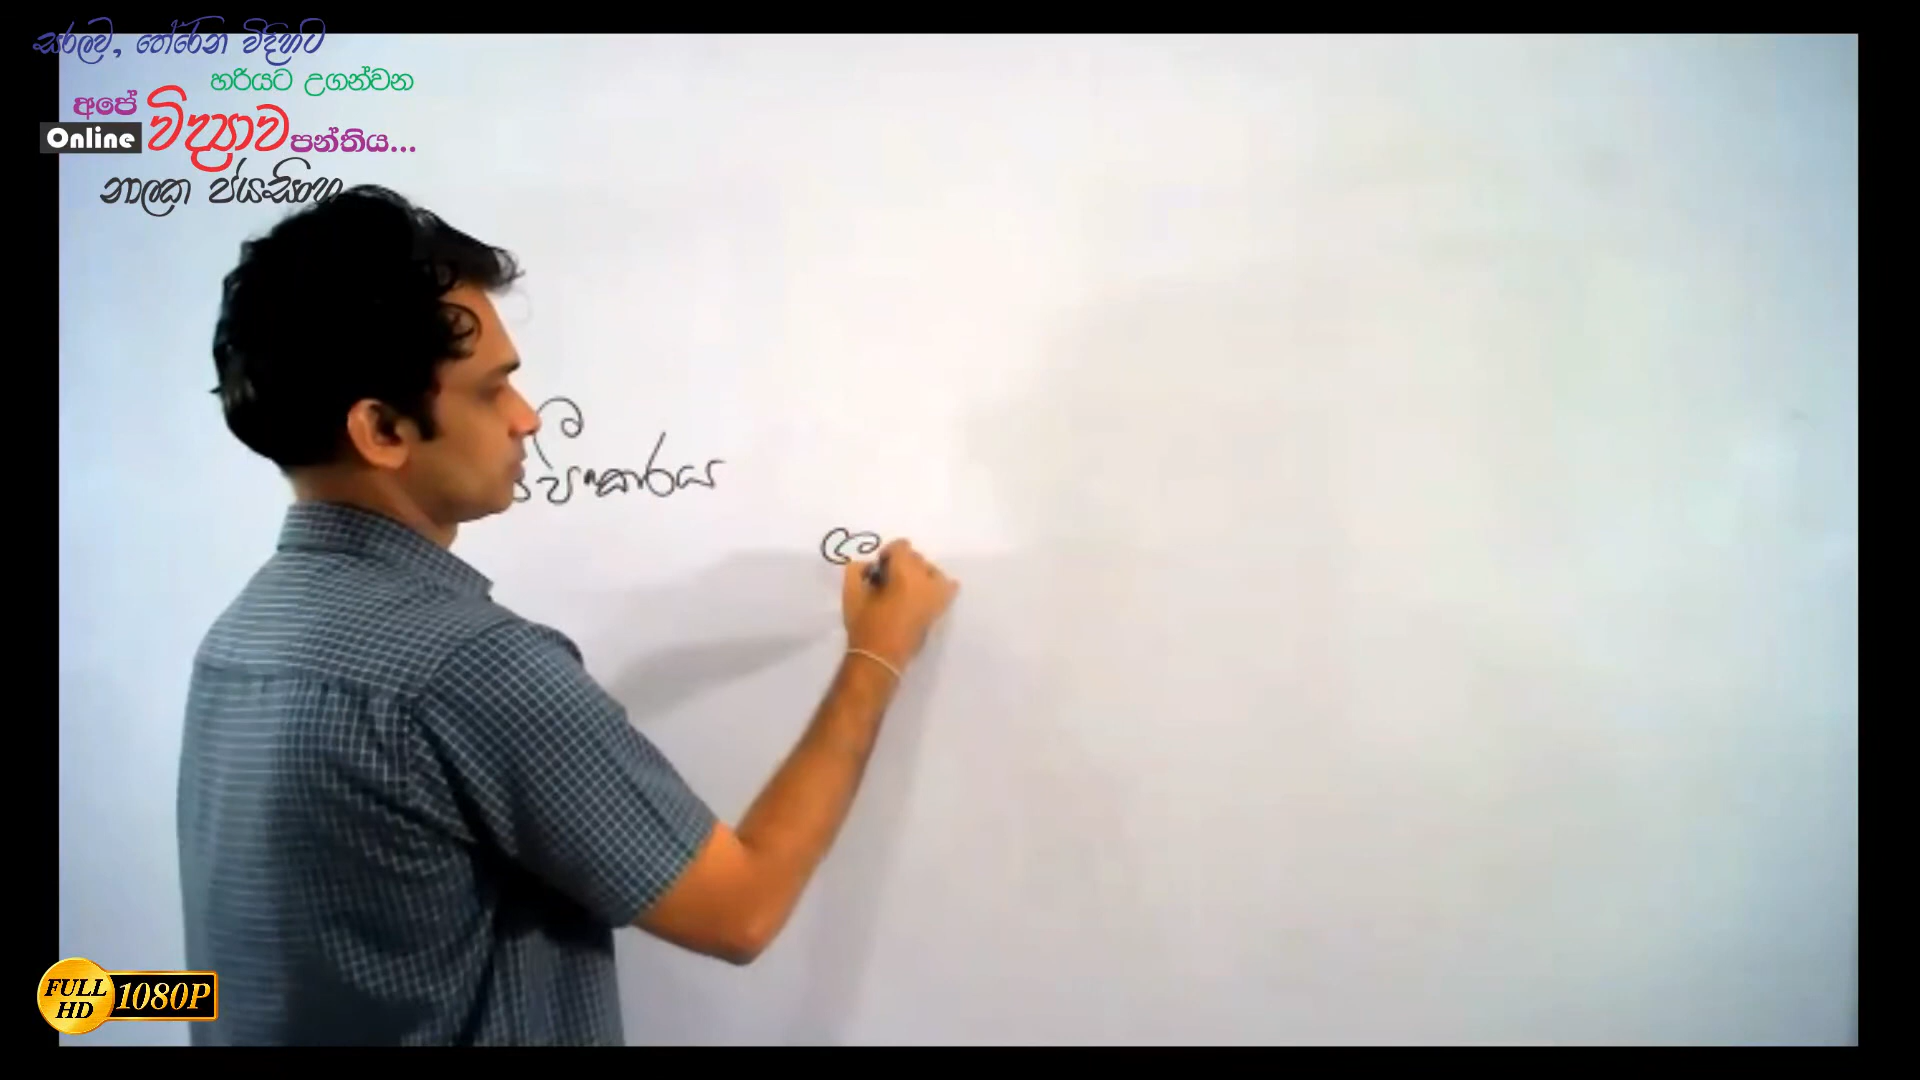 සරලව, තේරෙන විදිහට
හරියට උගන්වන
අපේ
Online විද්‍යාව පන්තිය...
නාලක ජයසිංහ
FULL HD 1080P